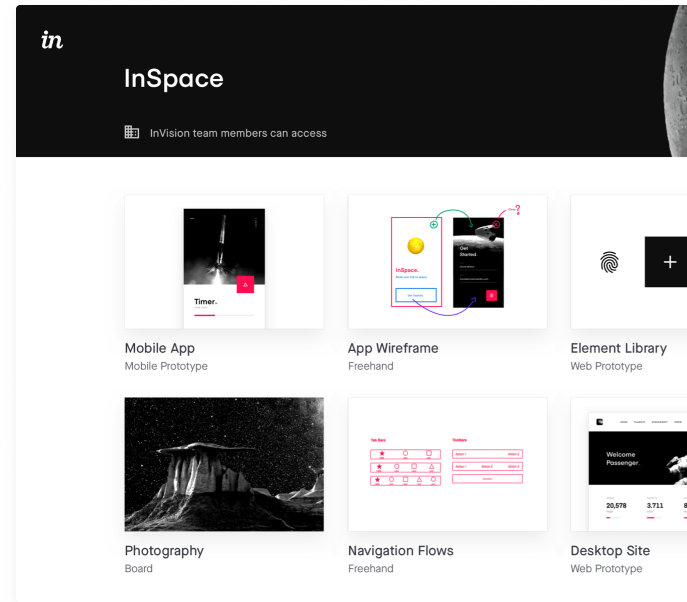 in
InSpace
InVision team members can access
Timer.
InSpace.
Get
Started.
Mobile App
Mobile Prototype
App Wireframe
Freehand
Element Library
Web Prototype
Tab Bars
Toolbars
Welcome
Passenger.
20,578
3.711
Photography
Board
Navigation Flows
Freehand
Desktop Site
Web Prototype